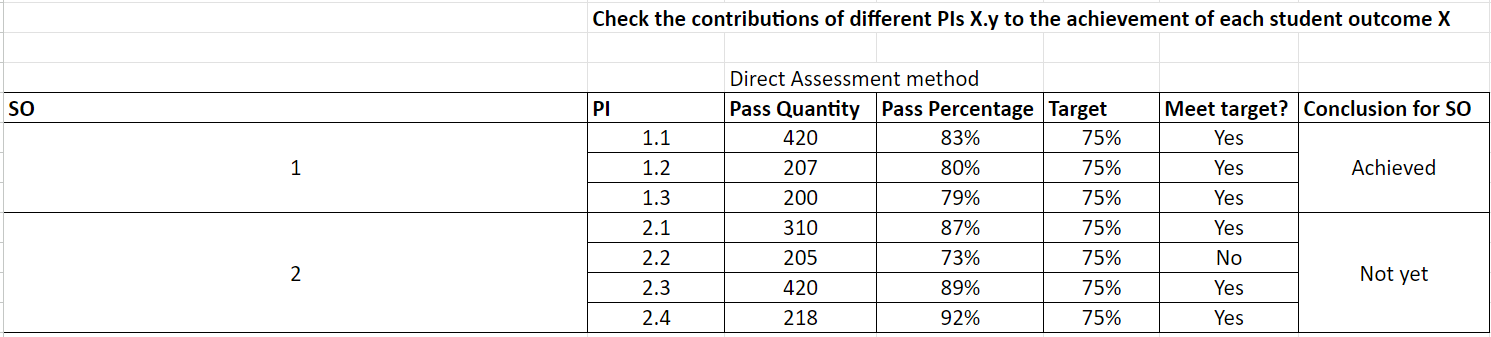 Check the contributions of different PIs X.y to the achievement of each student outcome X
Direct Assessment method
SO PI Pass Quantity Pass Percentage Target Meet target? Conclusion for SO
1 1.1 420 83% 75% Yes Achieved
1.2 207 80% 75% Yes
1.3 200 79% 75% Yes
2 2.1 310 87% 75% Yes Not yet
2.2 205 73% 75% No
2.3 420 89% 75% Yes
2.4 218 92% 75% Yes